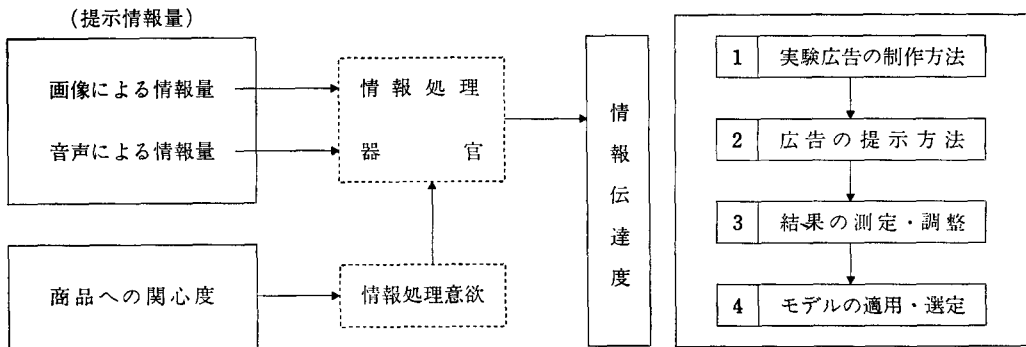 (提示情報量)
画像による情報量
音声による情報量
情報処理
器官
商品への関心度
情報処理意欲
情報伝達度
1 実験広告の制作方法
2 広告の提示方法
3 結果の測定・調整
4 モデルの適用・選定